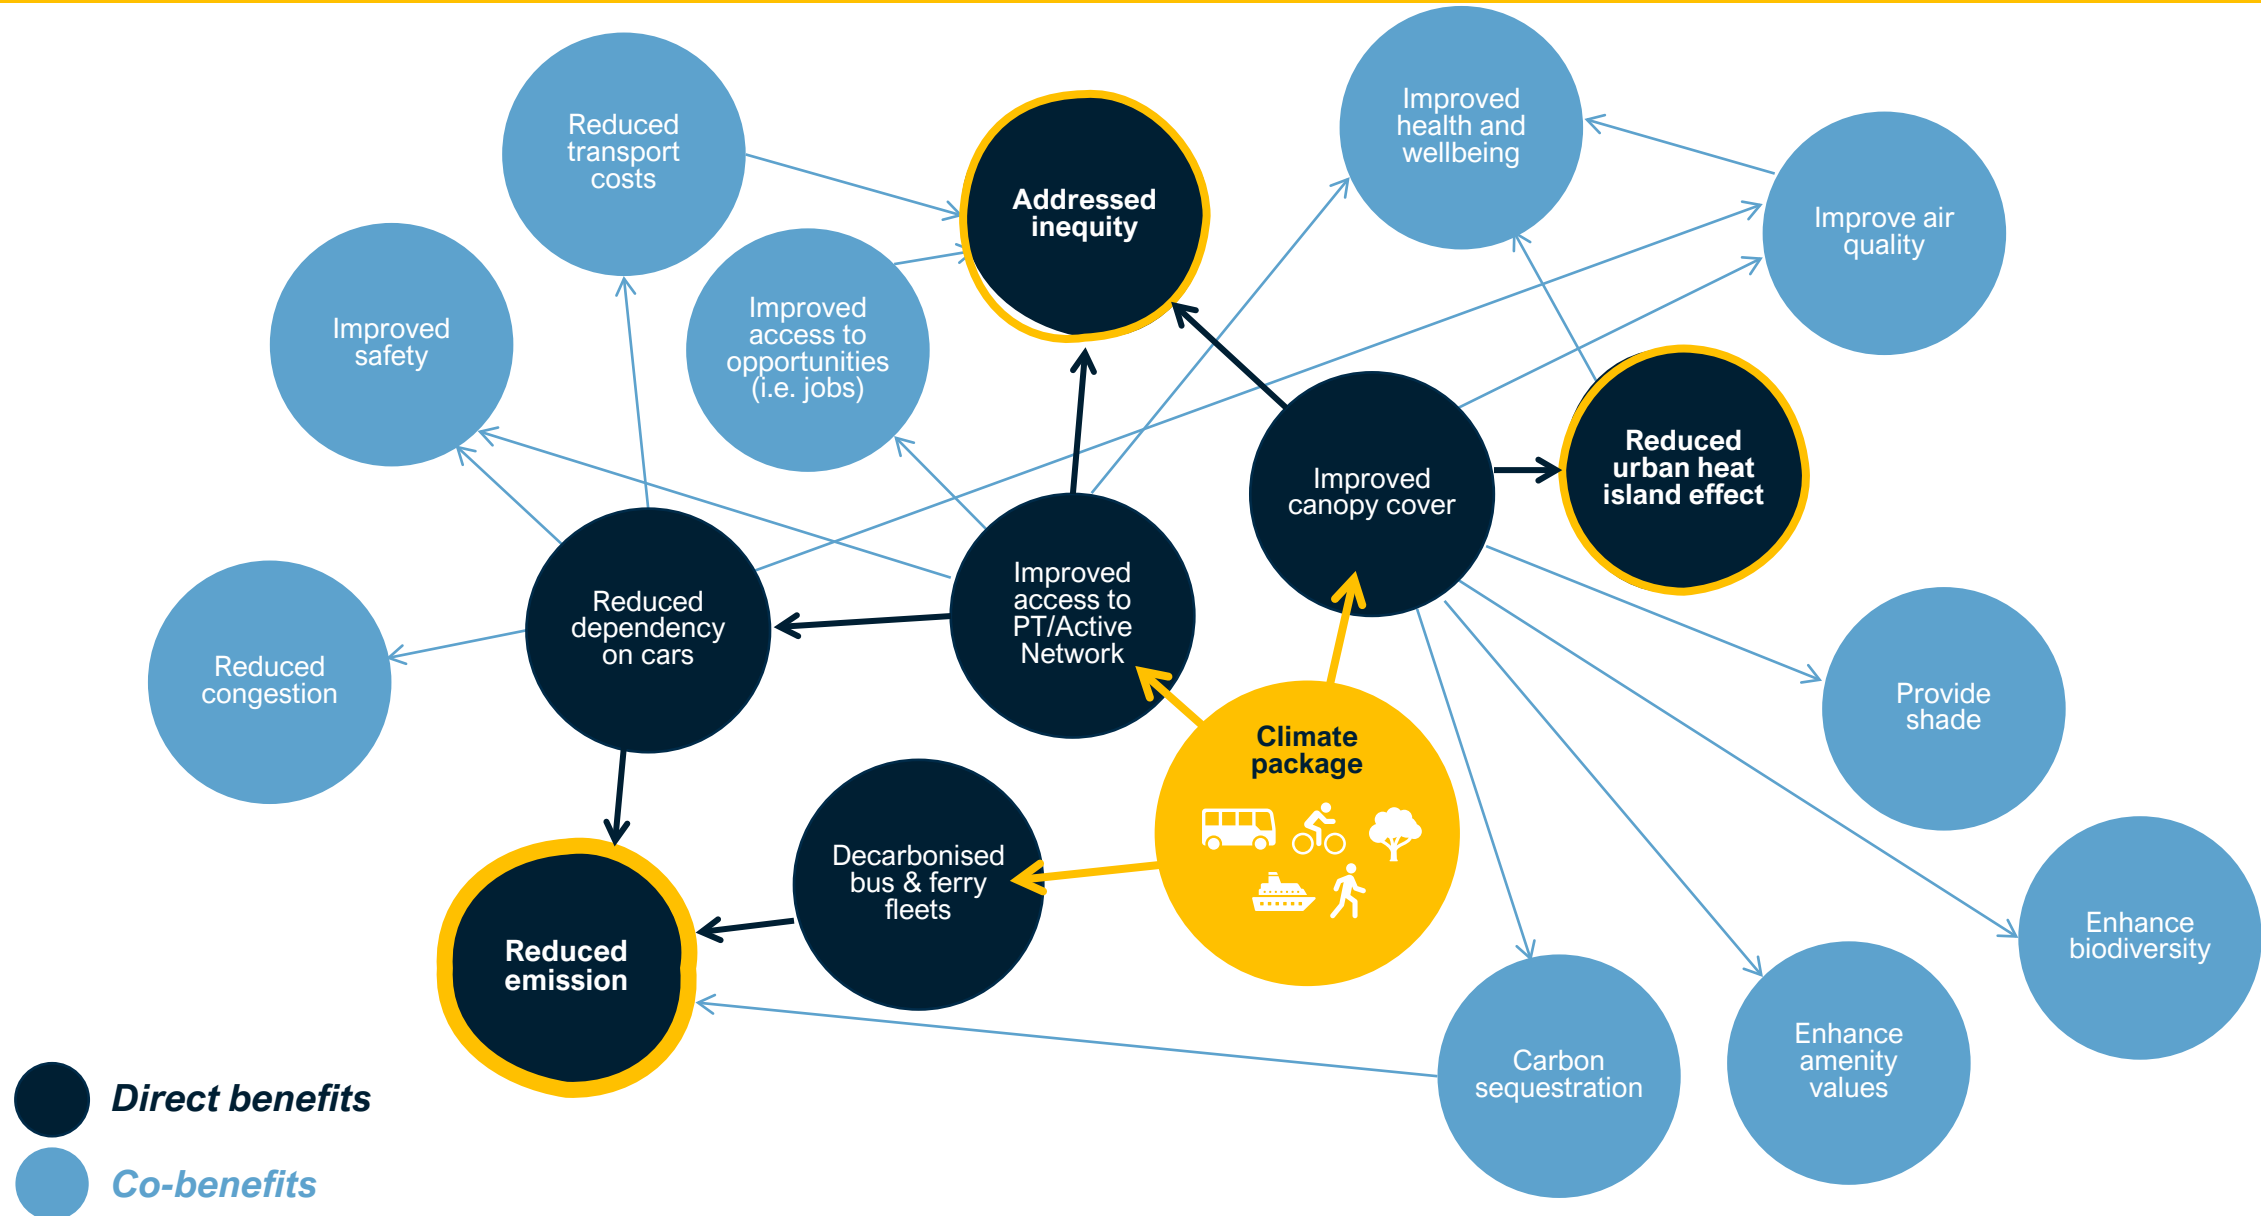 Improved
health and
wellbeing
Reduced
transport
costs
Addressed
inequity
Improve air
quality
Improved
safety
Improved
access to
opportunities
(i.e. jobs)
Reduced
urban heat
island effect
Improved
canopy cover
Reduced
dependency
on cars
Improved
access to
PT/Active
Network
Reduced
congestion
Provide
shade
Climate
package
Decarbonised
bus & ferry
fleets
Reduced
emission
Enhance
biodiversity
Carbon
sequestration
Enhance
amenity
values
Direct benefits
Co-benefits